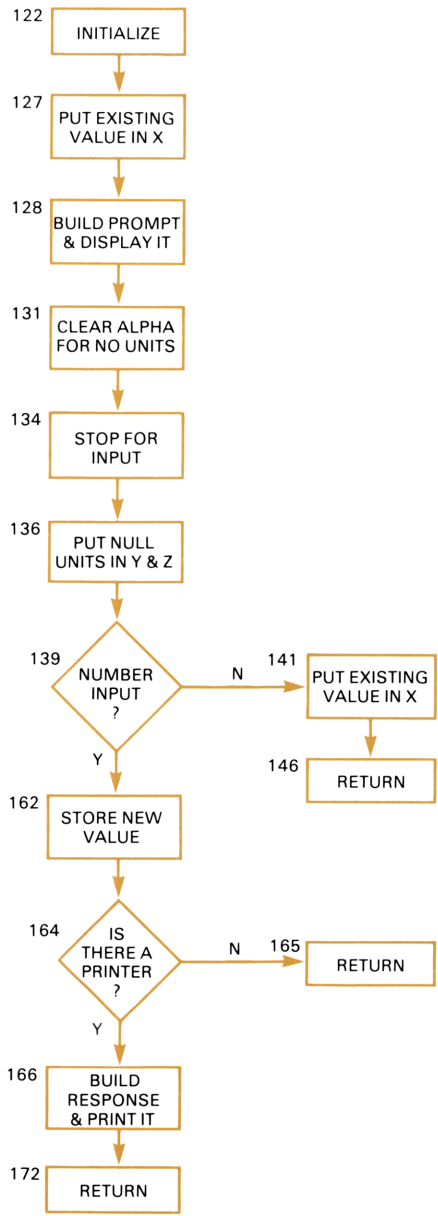 122
INITIALIZE
127
PUT EXISTING
VALUE IN X
128
BUILD PROMPT
& DISPLAY IT
131
CLEAR ALPHA
FOR NO UNITS
134
STOP FOR
INPUT
136
PUT NULL
UNITS IN Y & Z
139
NUMBER
INPUT
?
N
141
PUT EXISTING
VALUE IN X
146
RETURN
Y
162
STORE NEW
VALUE
164
IS
THERE A
PRINTER
?
N
165
RETURN
Y
166
BUILD
RESPONSE
& PRINT IT
172
RETURN